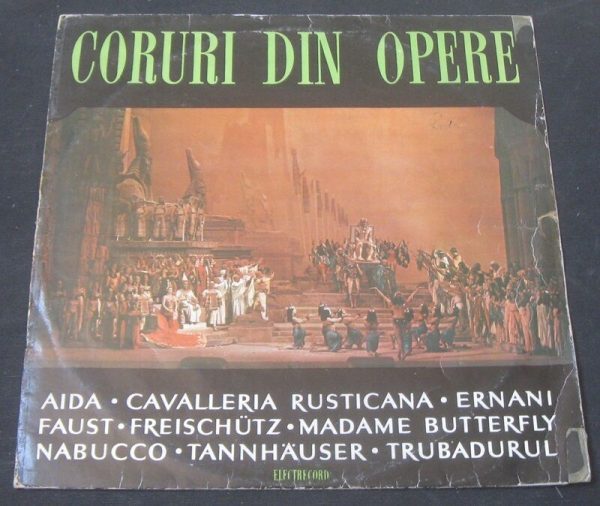 CORURI DIN OPERE
AIDA • CAVALLERIA RUSTICANA • ERNANI
FAUST • FREISCHÜTZ • MADAME BUTTERFLY
NABUCCO • TANNHÄUSER • TRUBADURUL
ELECTRECORD